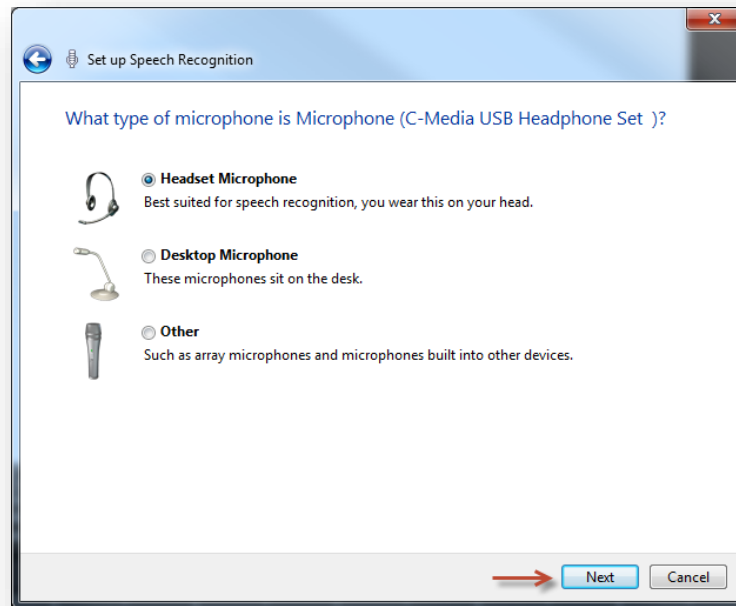 Set up Speech Recognition
What type of microphone is Microphone (C-Media USB Headphone Set  )?
Headset Microphone
Best suited for speech recognition, you wear this on your head.
Desktop Microphone
These microphones sit on the desk.
Other
Such as array microphones and microphones built into other devices.
Next
Cancel